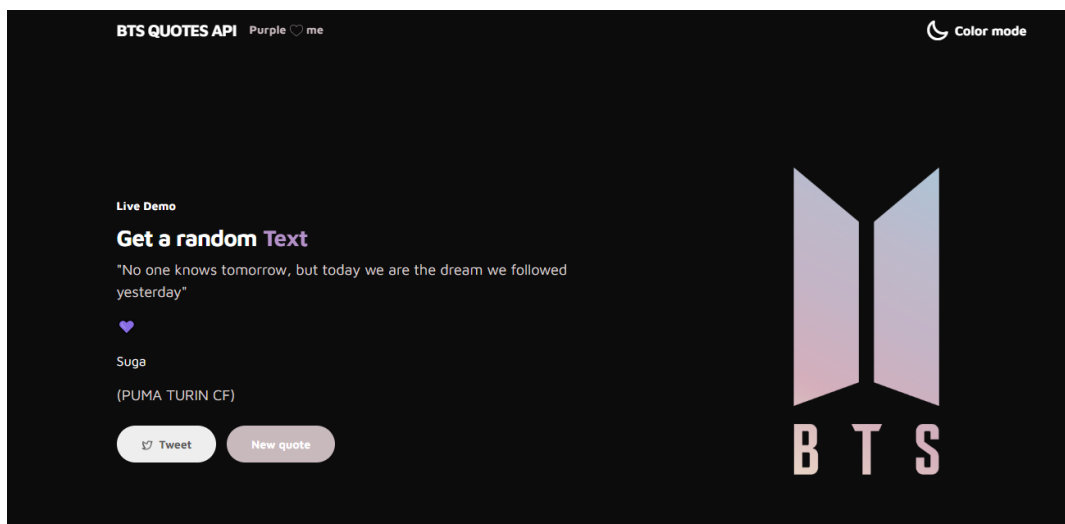 BTS QUOTES API Purple ♡ me
Color mode
Live Demo
Get a random Text
"No one knows tomorrow, but today we are the dream we followed
yesterday"
💜
Suga
(PUMA TURIN CF)
Tweet New quote
BTS